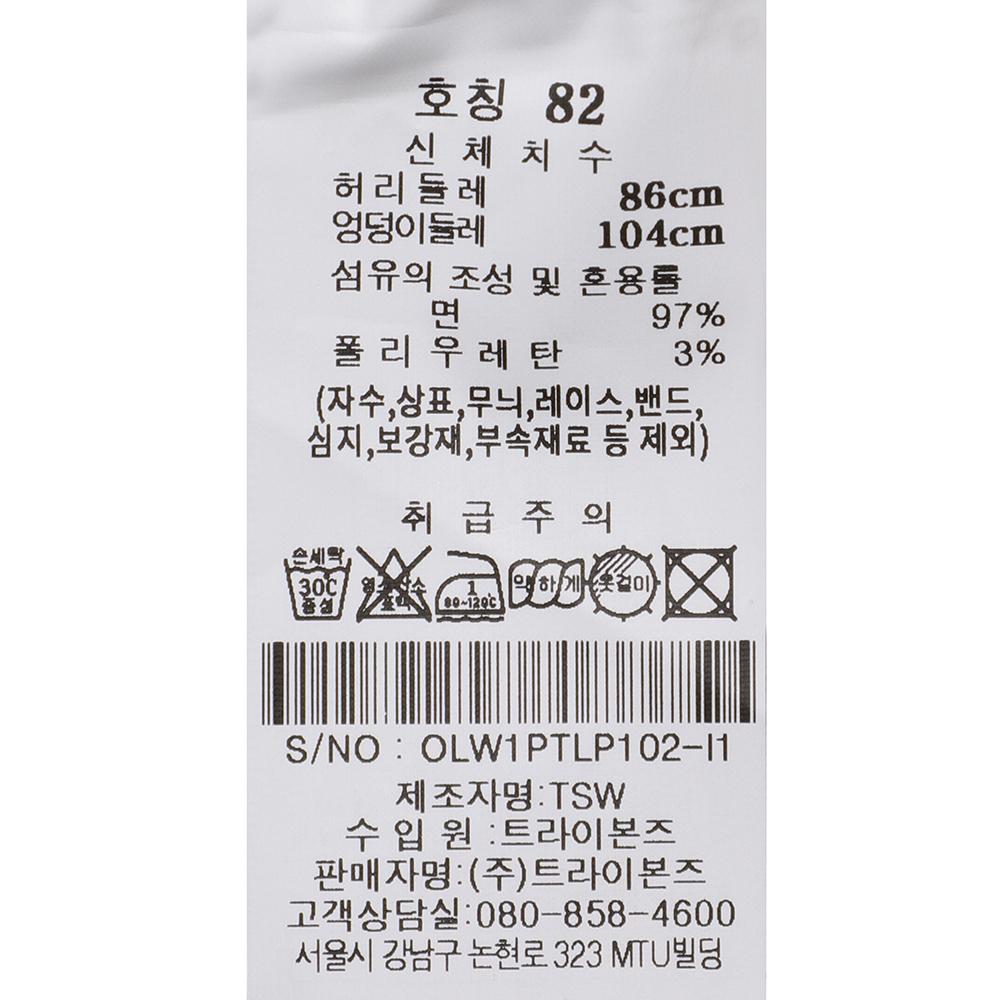 호칭 82
신 체 치 수
허리둘레 86cm
엉덩이둘레 104cm
섬유의 조성 및 혼용률
면 97%
폴 리 우 레 탄 3%
(자수,상표,무늬,레이스,밴드,
심지,보강재,부속재료 등 제외)
취 급 주 의
손세탁 30℃ 중성 염소산소표백 1 80~120℃ 약하게 옷걸이
S/NO : OLW1PTLP102-I1
제조자명:TSW
수 입 원 :트라이본즈
판매자명:(주)트라이본즈
고객상담실:080-858-4600
서울시 강남구 논현로 323 MTU빌딩